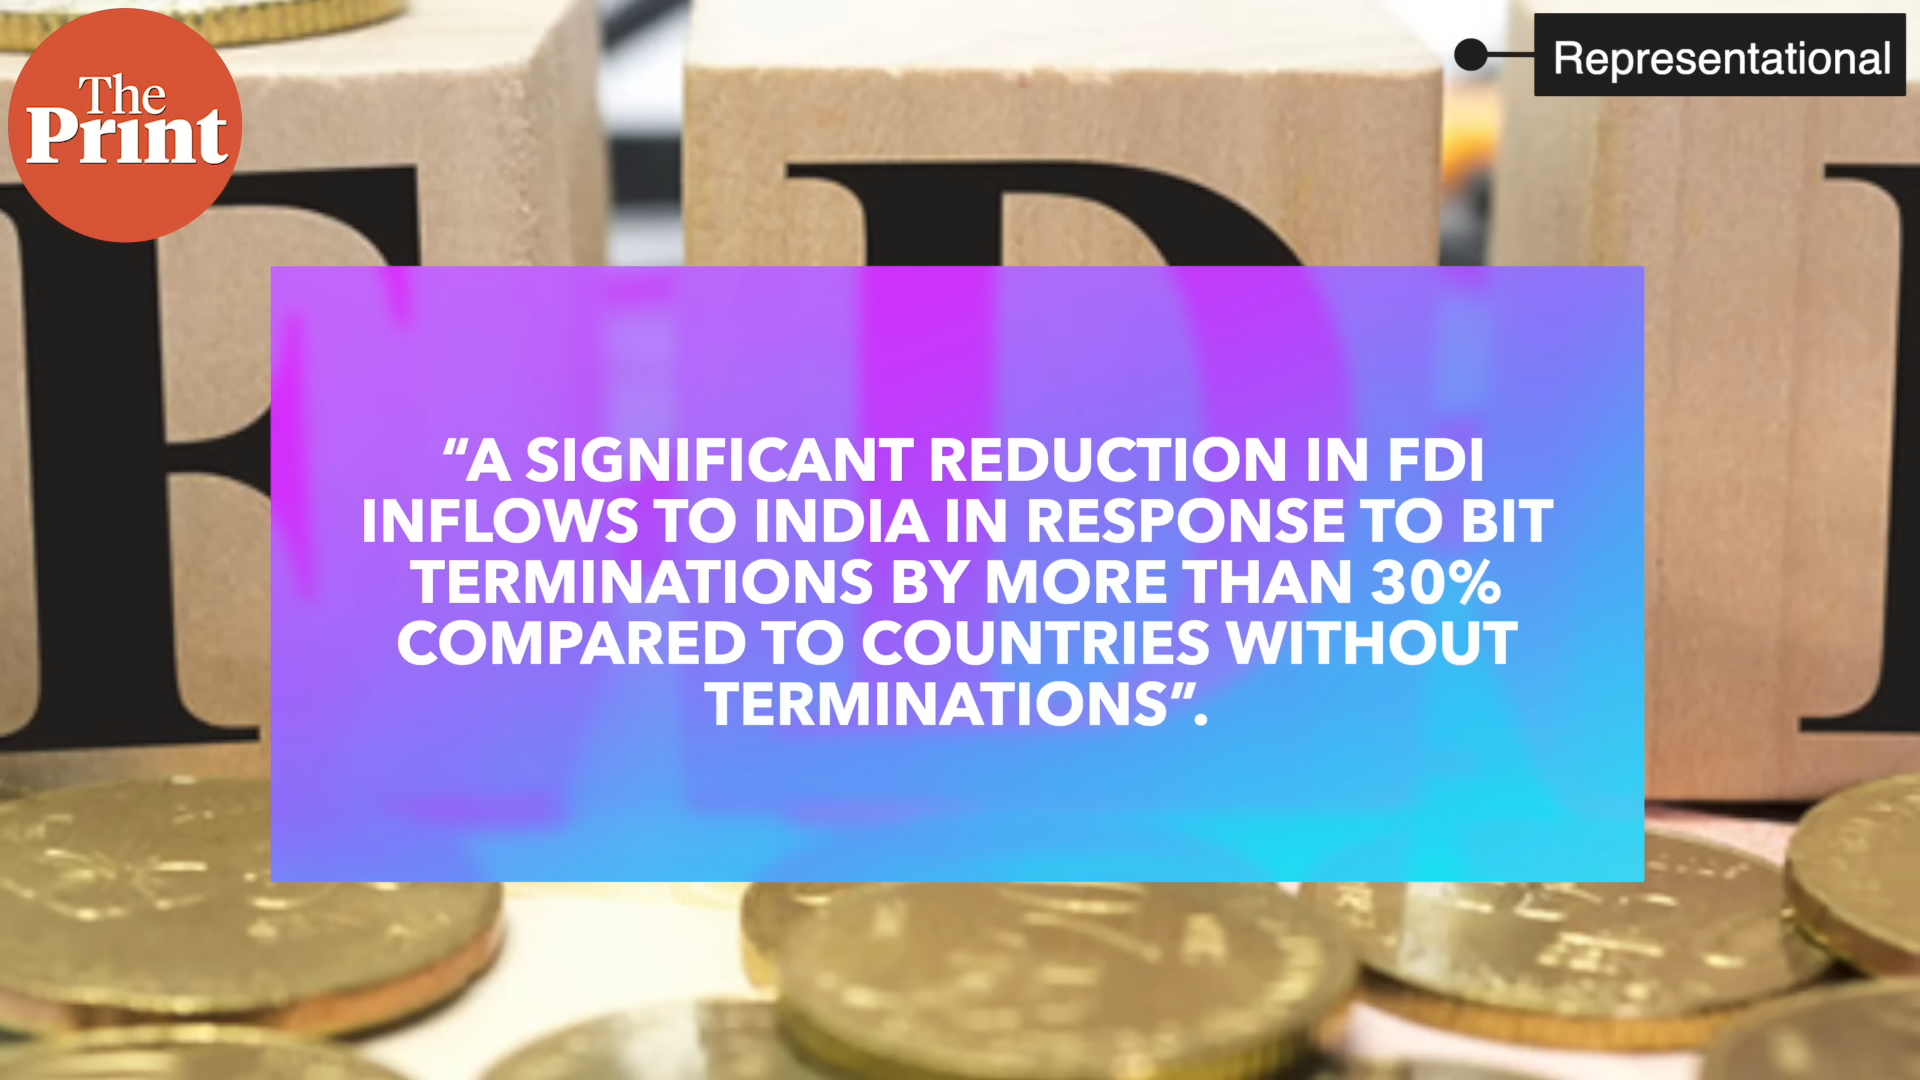 The
Print
Representational
F D I
“A SIGNIFICANT REDUCTION IN FDI
INFLOWS TO INDIA IN RESPONSE TO BIT
TERMINATIONS BY MORE THAN 30%
COMPARED TO COUNTRIES WITHOUT
TERMINATIONS”.